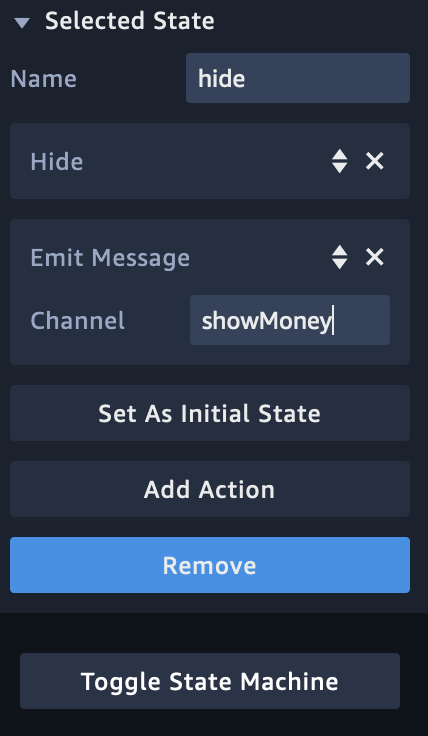 Selected State
Name hide
Hide
Emit Message
Channel showMoney
Set As Initial State
Add Action
Remove
Toggle State Machine